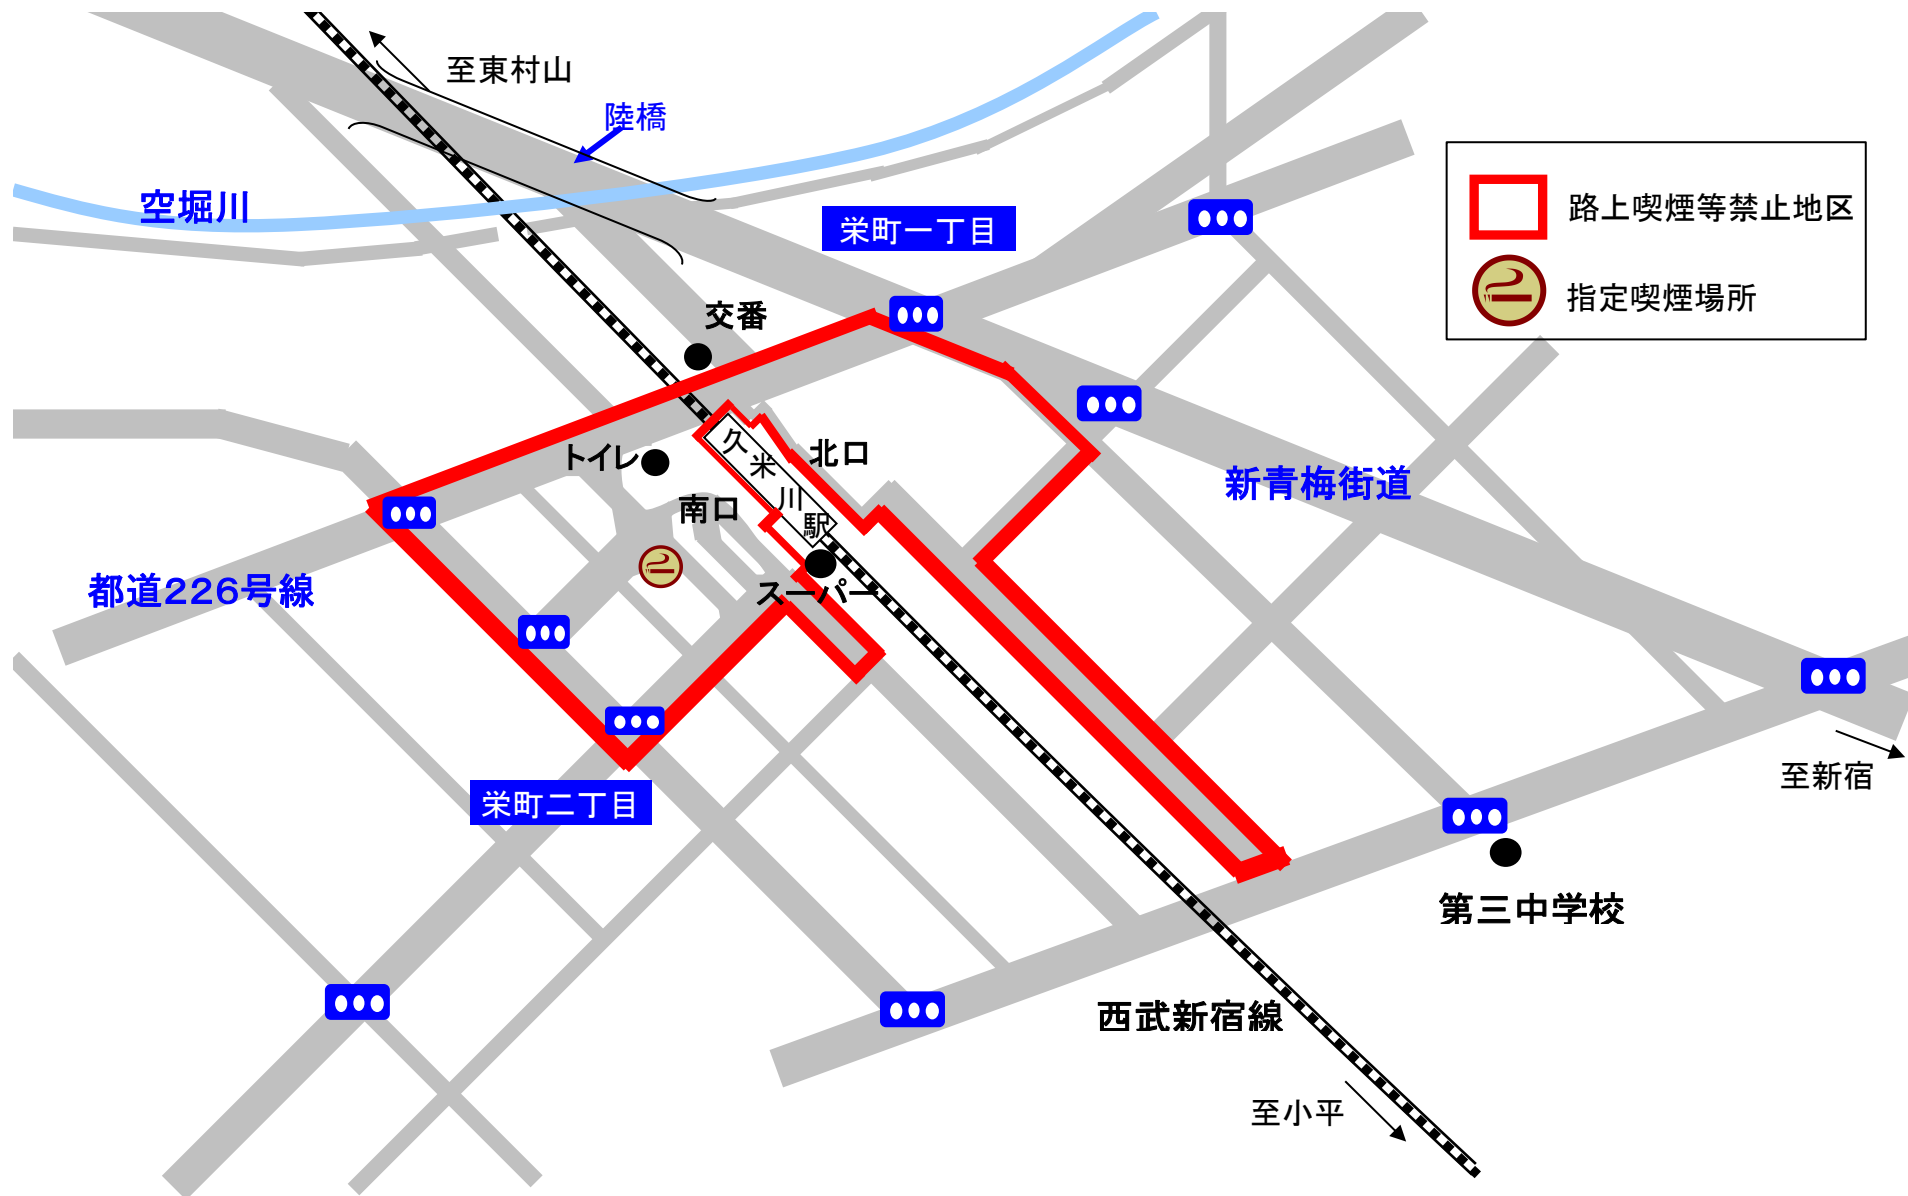 至東村山
陸橋
空堀川
栄町一丁目
路上喫煙等禁止地区
指定喫煙場所
交番
トイレ
久米川駅
北口
南口
新青梅街道
スーパー
都道226号線
栄町二丁目
至新宿
第三中学校
西武新宿線
至小平